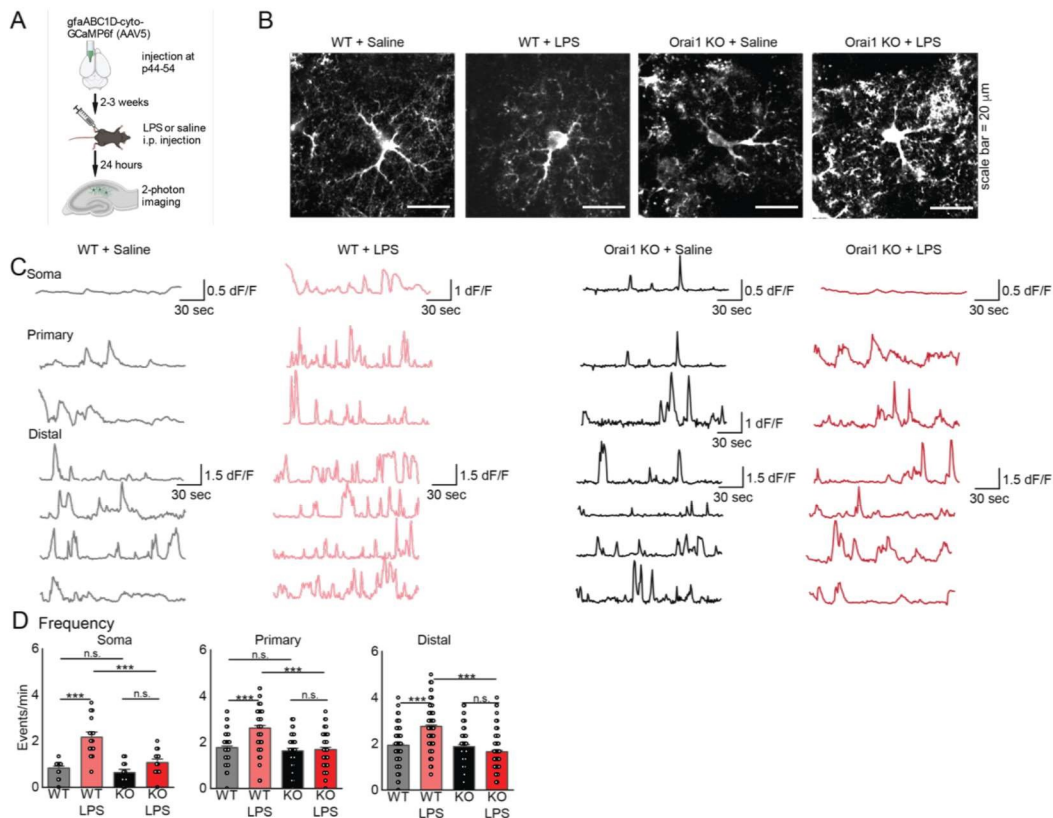 A
gfaABC1D-cyto-
GCaMP6f (AAV5)
injection at
p44-54
2-3 weeks
LPS or saline
i.p. injection
24 hours
2-photon
imaging
B
WT + Saline
WT + LPS
Orai1 KO + Saline
Orai1 KO + LPS
scale bar = 20 μm
C
WT + Saline
WT + LPS
Orai1 KO + Saline
Orai1 KO + LPS
Soma
0.5 dF/F
30 sec
1 dF/F
30 sec
0.5 dF/F
30 sec
0.5 dF/F
30 sec
Primary
1 dF/F
30 sec
Distal
1.5 dF/F
30 sec
1.5 dF/F
30 sec
1.5 dF/F
30 sec
1.5 dF/F
30 sec
D Frequency
Soma
Events/min
6
4
2
0
n.s.
***
***
n.s.
WT
WT
LPS
KO
KO
LPS
Primary
6
4
2
0
n.s.
***
***
n.s.
WT
WT
LPS
KO
KO
LPS
Distal
6
4
2
0
***
***
n.s.
WT
WT
LPS
KO
KO
LPS